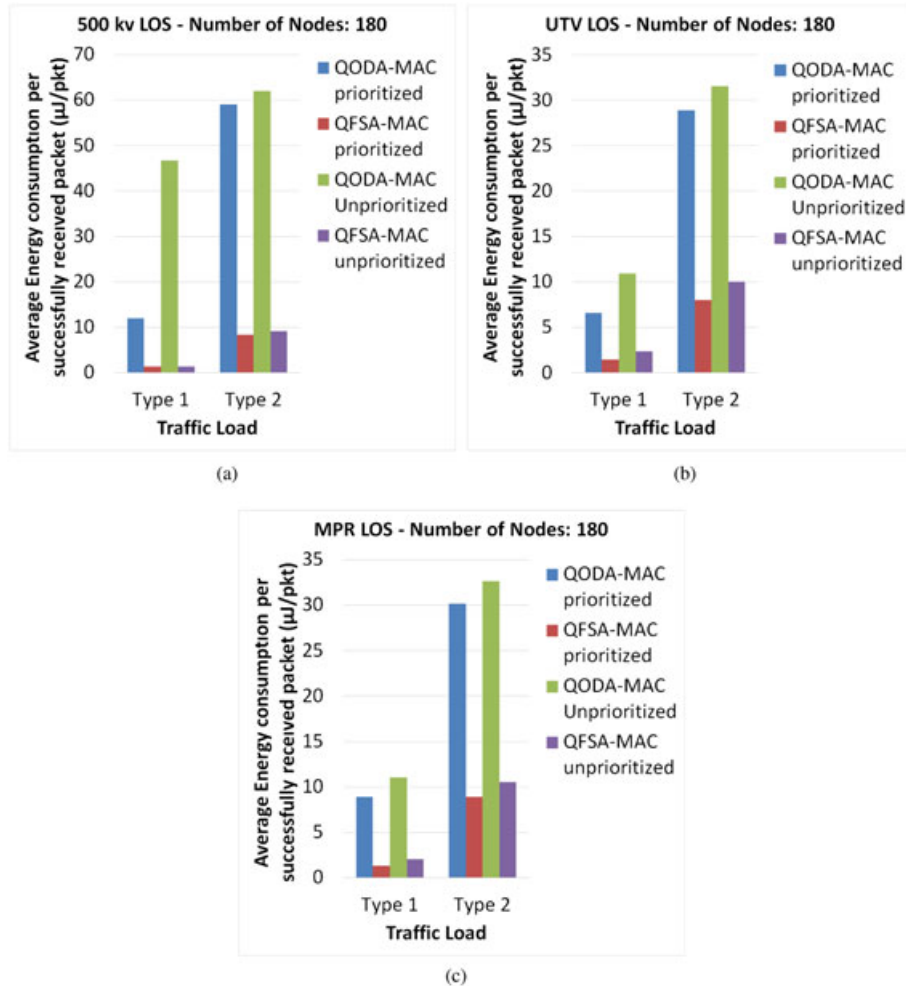 500 kv LOS - Number of Nodes: 180
Average Energy consumption per
successfully received packet (µJ/pkt)
70
60
50
40
30
20
10
0
Type 1
Type 2
Traffic Load
QODA-MAC
prioritized
QFSA-MAC
prioritized
QODA-MAC
Unprioritized
QFSA-MAC
unprioritized
(a)
UTV LOS - Number of Nodes: 180
Average Energy consumption per
successfully received packet (µJ/pkt)
35
30
25
20
15
10
5
0
Type 1
Type 2
Traffic Load
QODA-MAC
prioritized
QFSA-MAC
prioritized
QODA-MAC
Unprioritized
QFSA-MAC
unprioritized
(b)
MPR LOS - Number of Nodes: 180
Average Energy consumption per
successfully received packet (µJ/pkt)
35
30
25
20
15
10
5
0
Type 1
Type 2
Traffic Load
QODA-MAC
prioritized
QFSA-MAC
prioritized
QODA-MAC
Unprioritized
QFSA-MAC
unprioritized
(c)